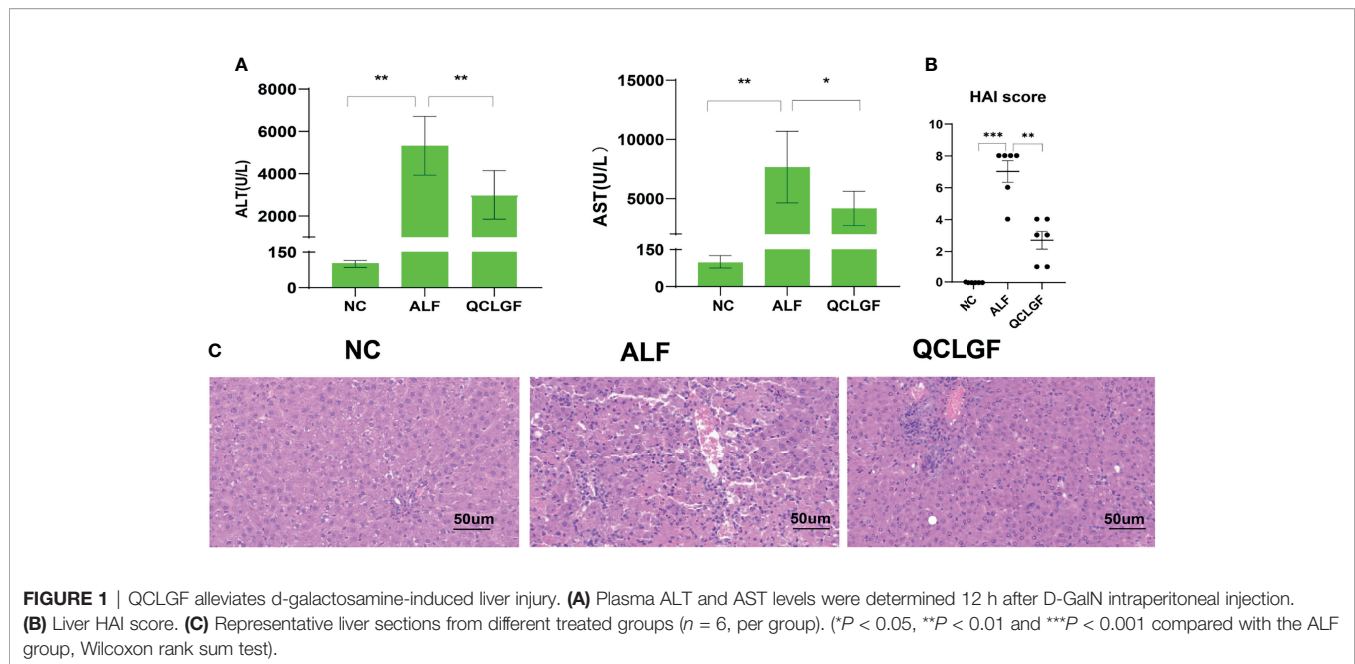 A
8000
6000
4000
2000
150
0
ALT(U/L)
**
**
NC
ALF
QCLGF
15000
10000
5000
150
0
AST(U/L)
**
*
NC
ALF
QCLGF
B
HAI score
10
8
6
4
2
0
***
**
NC
ALF
QCLGF
C
NC
ALF
QCLGF
50um
50um
50um
FIGURE 1 | QCLGF alleviates d-galactosamine-induced liver injury. (A) Plasma ALT and AST levels were determined 12 h after D-GalN intraperitoneal injection.
(B) Liver HAI score. (C) Representative liver sections from different treated groups (n = 6, per group). (*P < 0.05, **P < 0.01 and ***P < 0.001 compared with the ALF
group, Wilcoxon rank sum test).